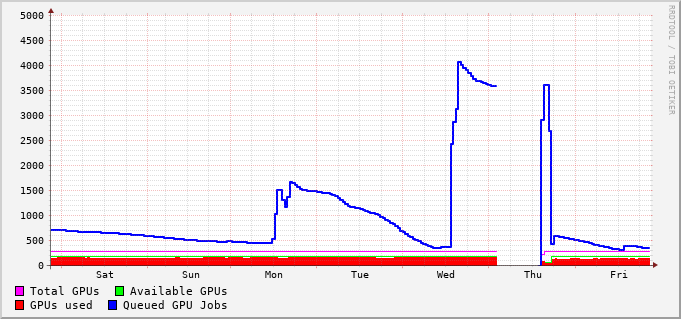 5000
4500
4000
3500
3000
2500
2000
1500
1000
500
0
Sat Sun Mon Tue Wed Thu Fri
Total GPUs Available GPUs
GPUs used Queued GPU Jobs
RRDTOOL / TOBI OETIKER